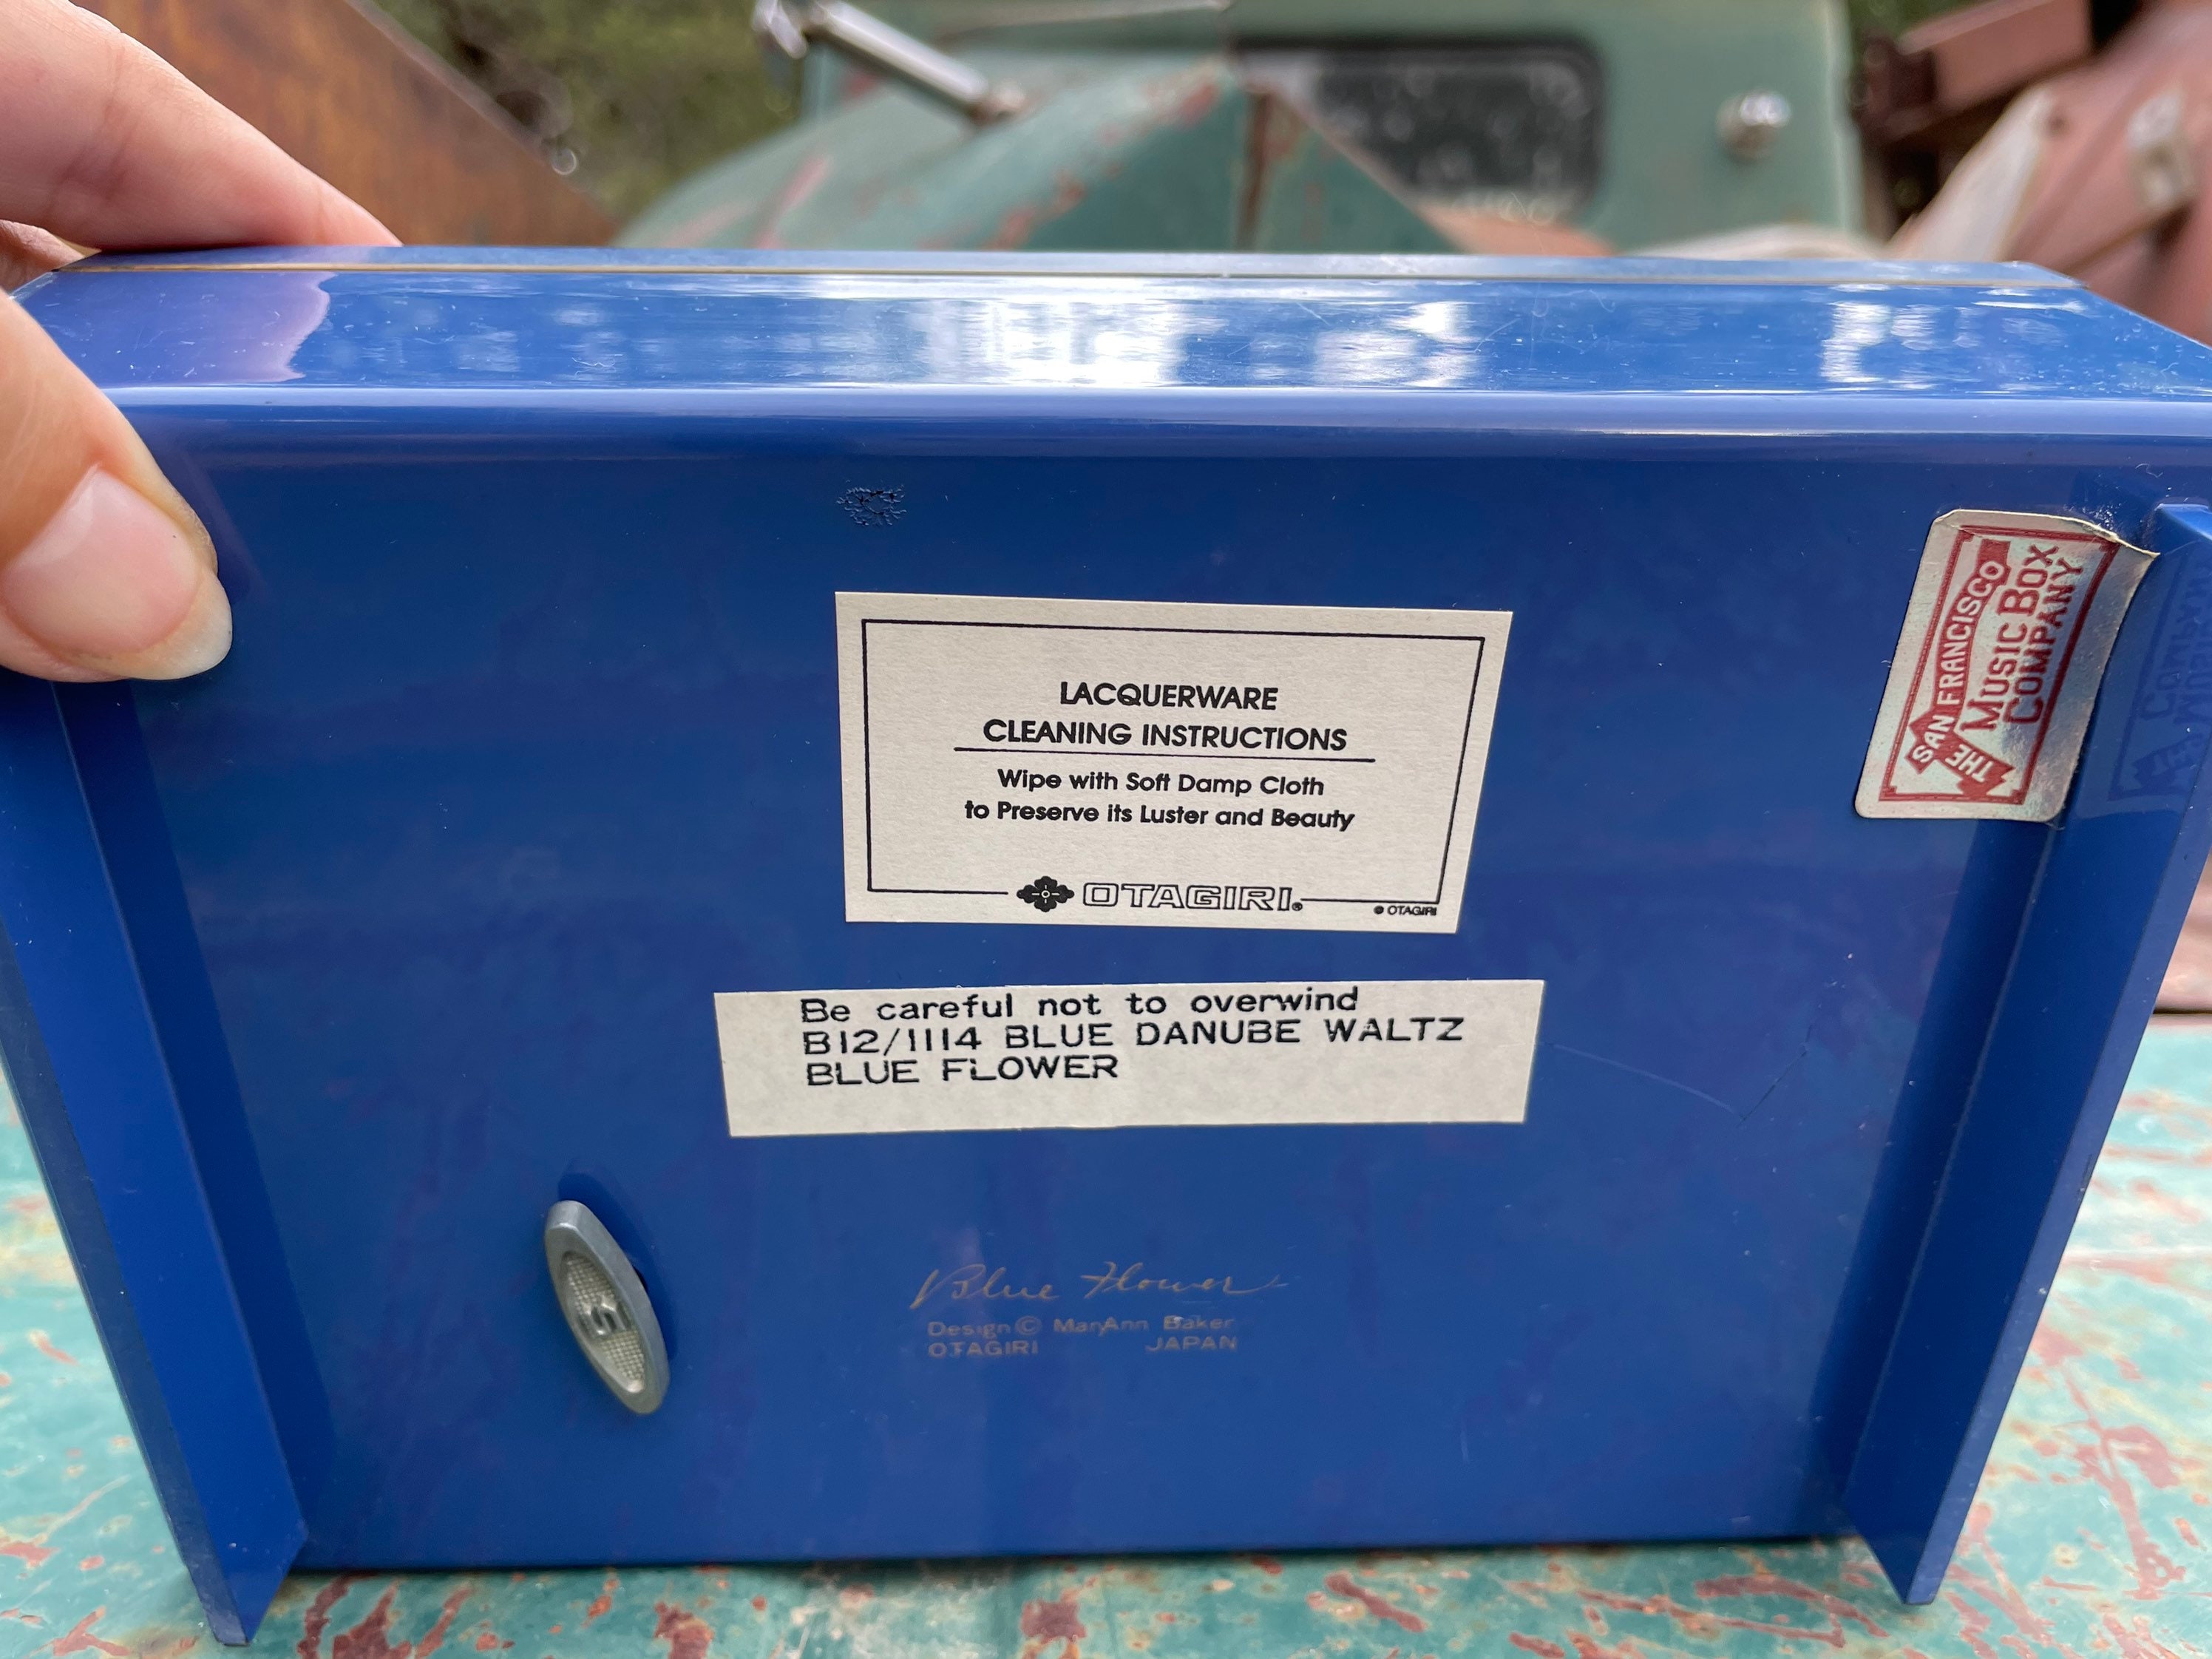 LACQUERWARE
CLEANING INSTRUCTIONS
Wipe with Soft Damp Cloth
to Preserve its Luster and Beauty
OTAGIRI®
© OTAGIRI
THE
SAN FRANCISCO
MUSIC BOX
COMPANY
Be careful not to overwind
B12/1114 BLUE DANUBE WALTZ
BLUE FLOWER
Blue Flower
Design © MaryAnn Baker
OTAGIRI JAPAN
S